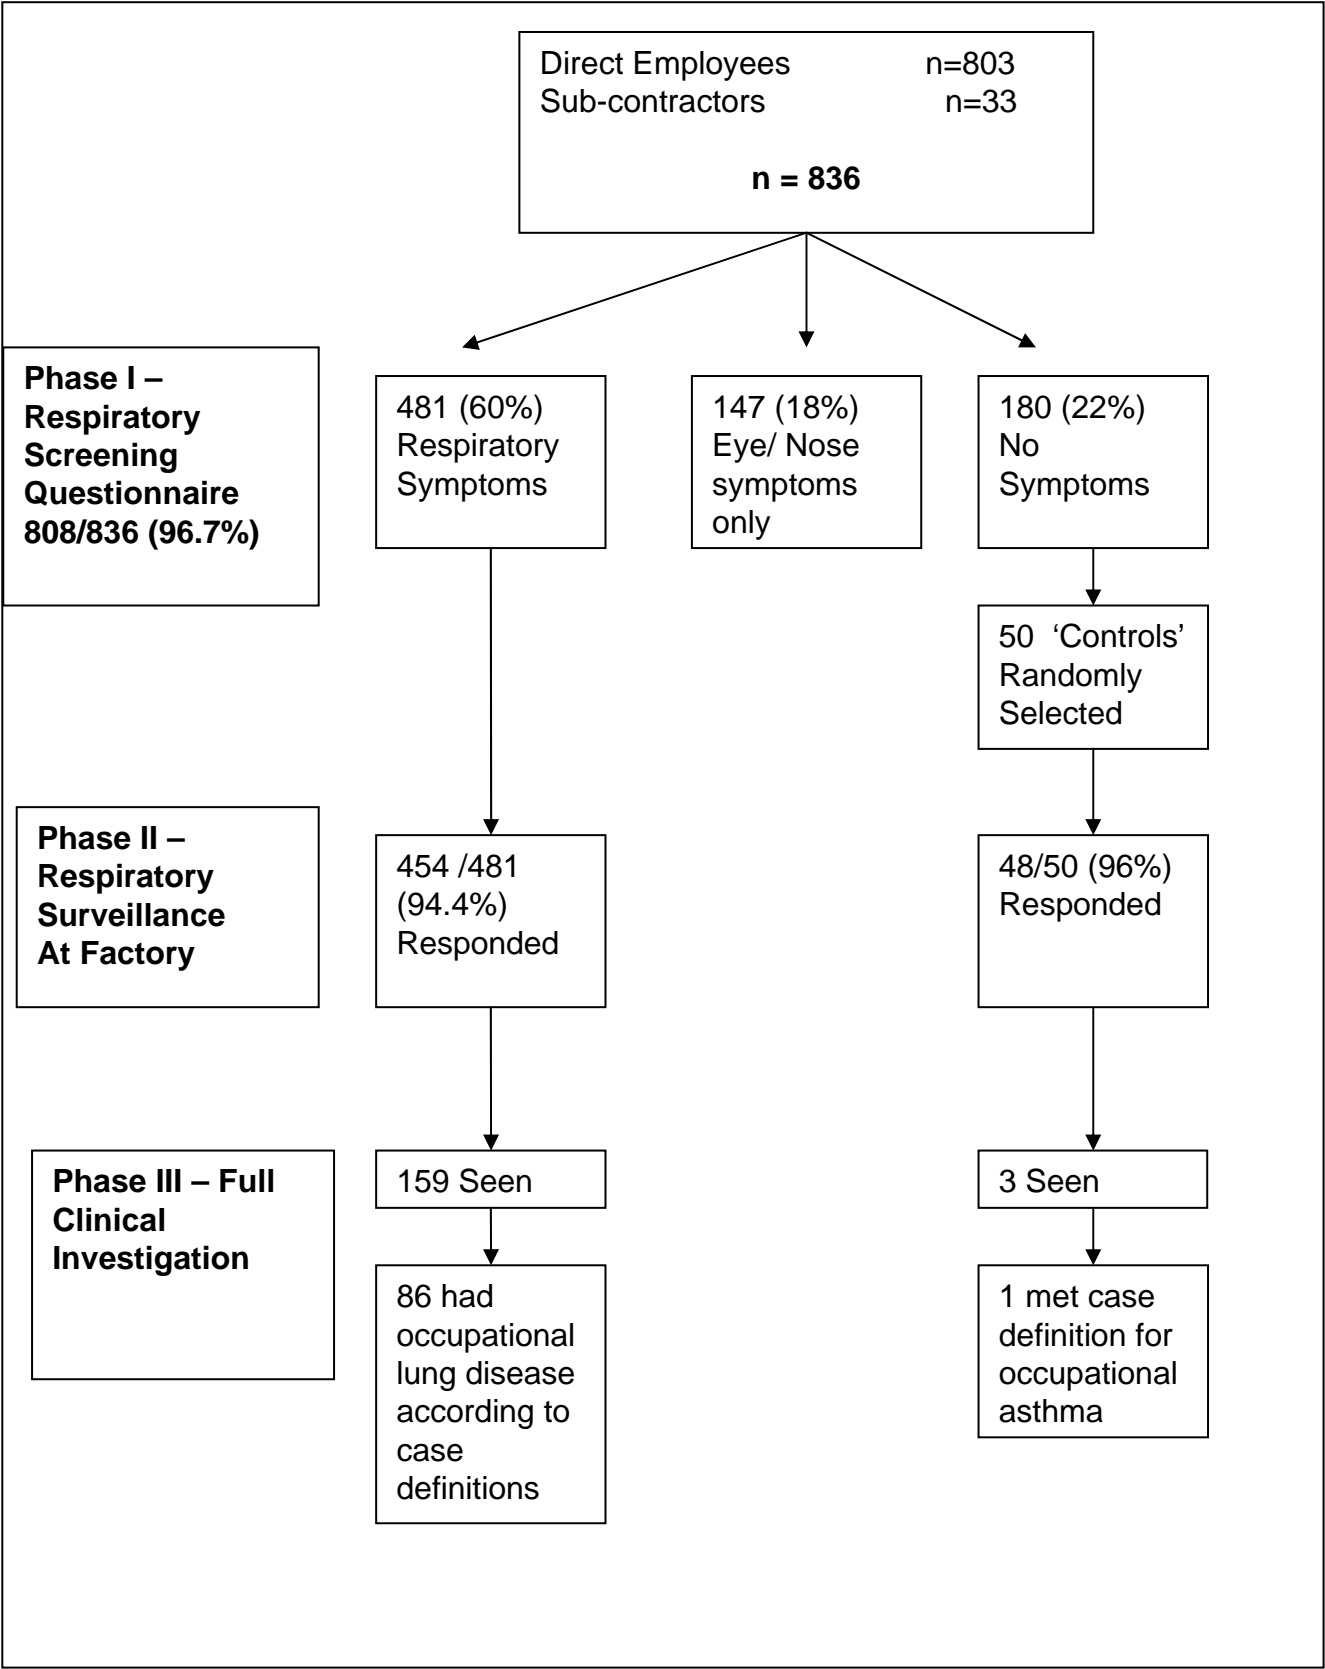 Direct Employees n=803
Sub-contractors n=33
n = 836
Phase I –
Respiratory
Screening
Questionnaire
808/836 (96.7%)
481 (60%)
Respiratory
Symptoms
147 (18%)
Eye/ Nose
symptoms
only
180 (22%)
No
Symptoms
50 ‘Controls’
Randomly
Selected
Phase II –
Respiratory
Surveillance
At Factory
454 /481
(94.4%)
Responded
48/50 (96%)
Responded
Phase III – Full
Clinical
Investigation
159 Seen
3 Seen
86 had
occupational
lung disease
according to
case
definitions
1 met case
definition for
occupational
asthma